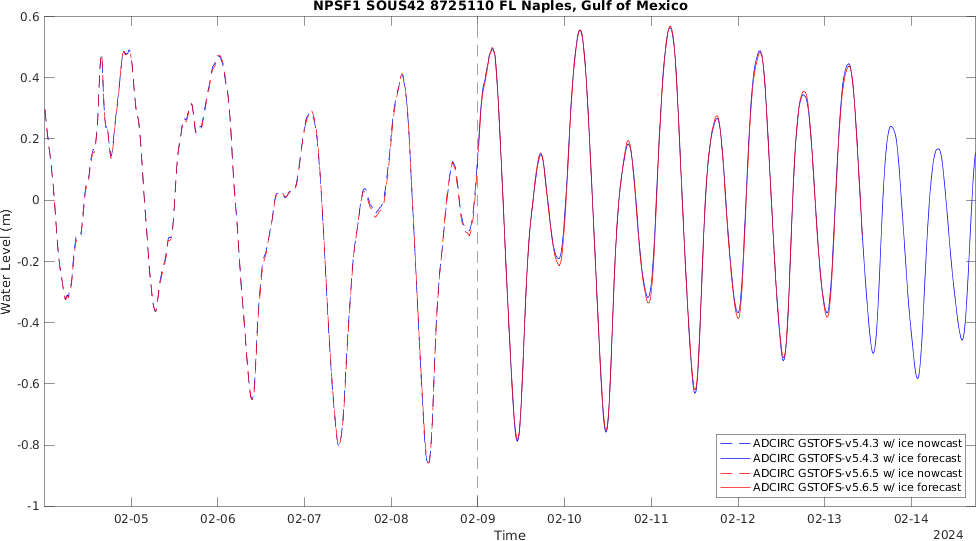 NPSF1 SOUS42 8725110 FL Naples, Gulf of Mexico
0.6
0.4
0.2
0
-0.2
-0.4
-0.6
-0.8
-1
Water Level (m)
02-05 02-06 02-07 02-08 02-09 02-10 02-11 02-12 02-13 02-14
Time
2024
ADCIRC GSTOFS-v5.4.3 w/ ice nowcast
ADCIRC GSTOFS-v5.4.3 w/ ice forecast
ADCIRC GSTOFS-v5.6.5 w/ ice nowcast
ADCIRC GSTOFS-v5.6.5 w/ ice forecast